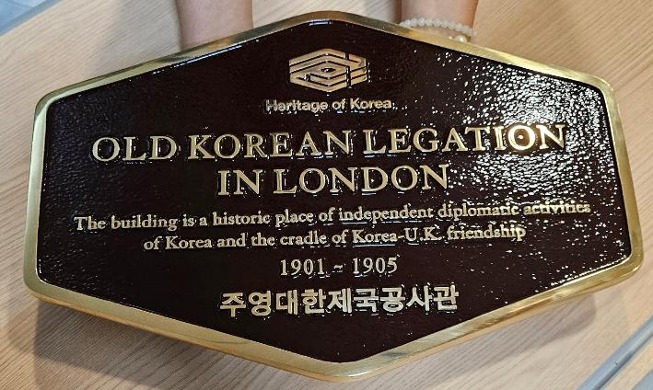 Heritage of Korea
OLD KOREAN LEGATION
IN LONDON
The building is a historic place of independent diplomatic activities
of Korea and the cradle of Korea-U.K. friendship
1901 ~ 1905
주영대한제국공사관